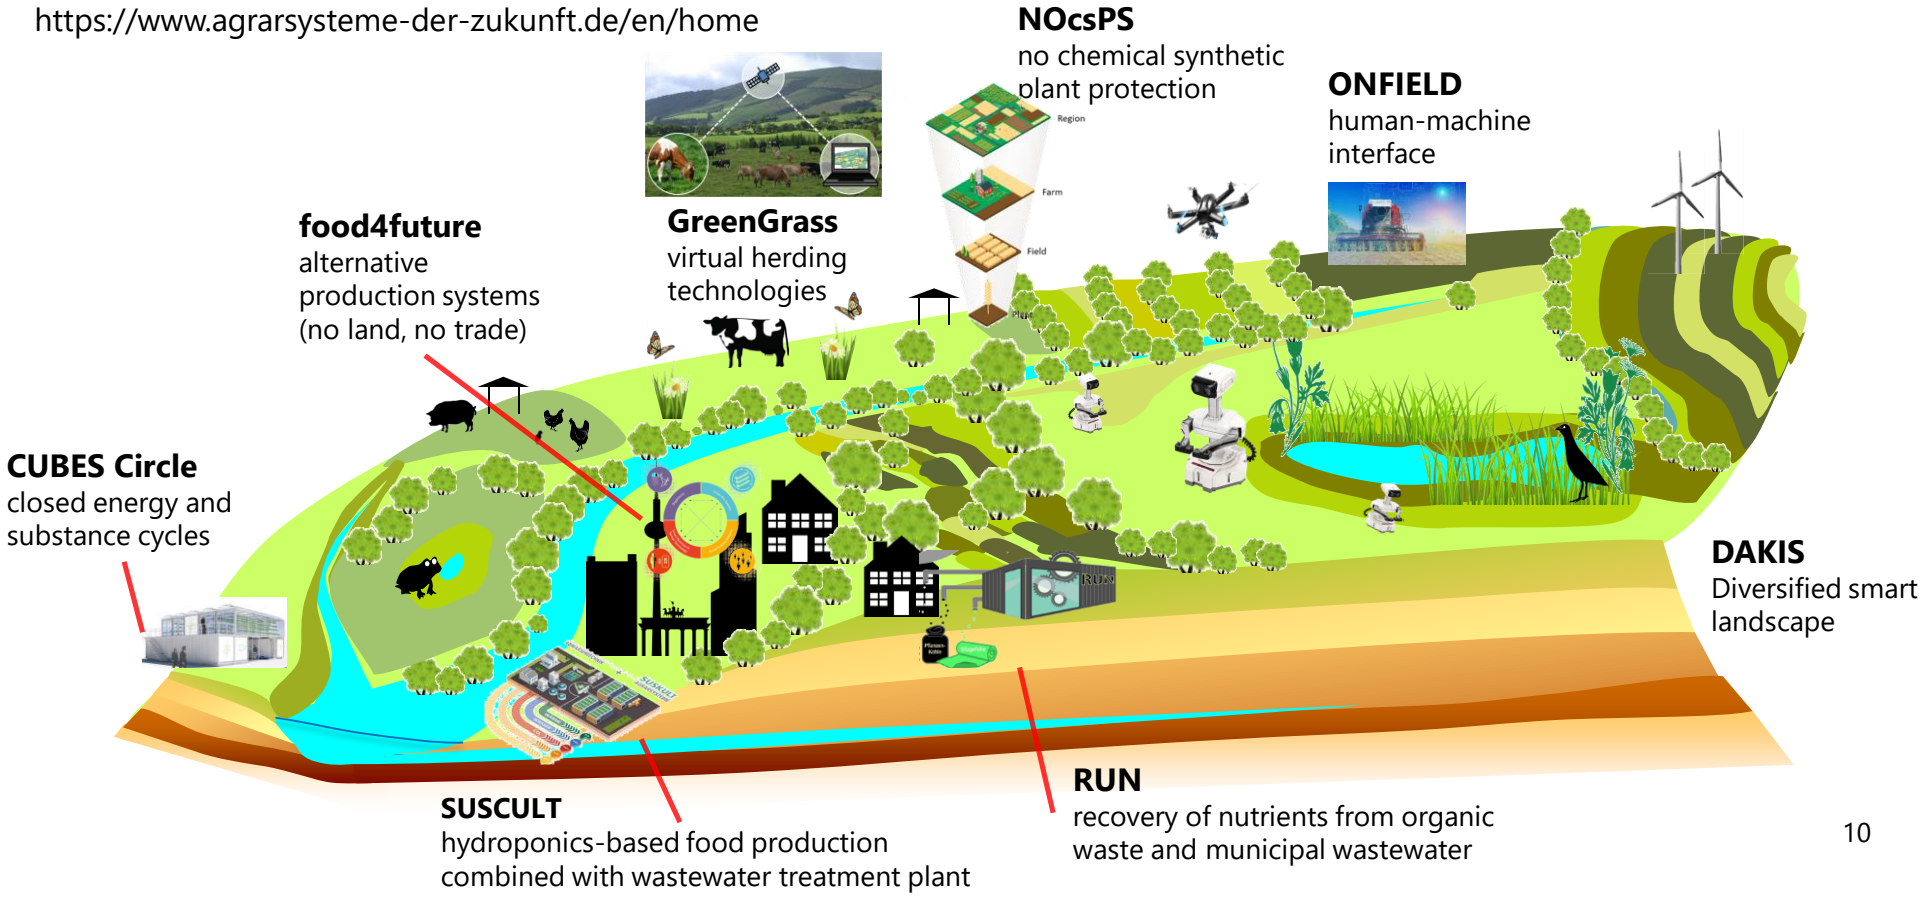 https://www.agrarsysteme-der-zukunft.de/en/home
NOcsPS
no chemical synthetic
plant protection
ONFIELD
human-machine
interface
Region
Farm
Field
food4future
alternative
production systems
(no land, no trade)
GreenGrass
virtual herding
technologies
CUBES Circle
closed energy and
substance cycles
RUN
DAKIS
Diversified smart
landscape
SUSKULT
SUSCULT
hydroponics-based food production
combined with wastewater treatment plant
RUN
recovery of nutrients from organic
waste and municipal wastewater
10